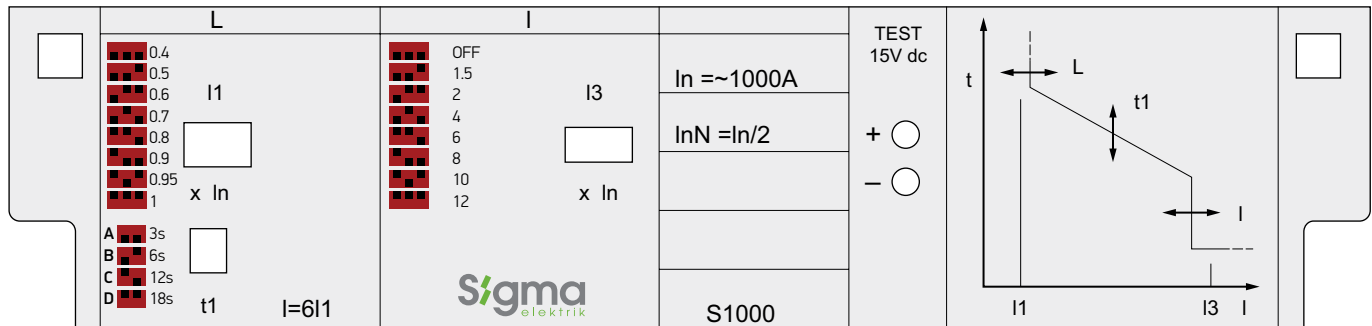 L
0.4
0.5
0.6
0.7
0.8
0.9
0.95
1
I1
x In
A 3s
B 6s
C 12s
D 18s
t1
I=6I1
I
OFF
1.5
2
4
6
8
10
12
I3
x In
Sigma
elektrik
In =~1000A
InN =In/2
S1000
TEST
15V dc
+
–
t
L
t1
I
I1
I3
I